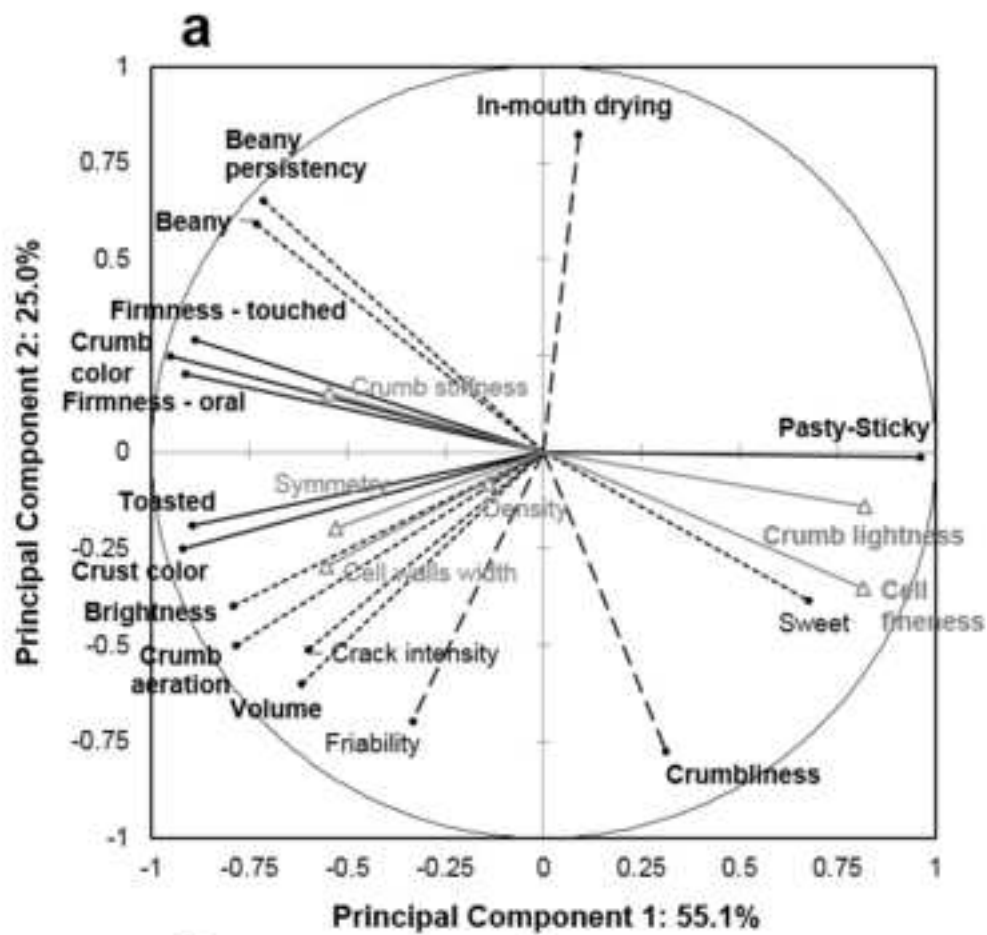 a
1
In-mouth drying
Beany
persistency
0.75
Beany
0.5
Firmness - touched
Crumb
color
0.25
Crumb stiffness
Firmness - oral
Pasty-Sticky
0
Symmetry
Toasted
Density
Crumb lightness
-0.25
Crust color
Cell walls width
Cell
fineness
Brightness
Sweet
-0.5
Crumb
aeration
Crack intensity
Volume
-0.75
Friability
Crumbliness
-1
-1
-0.75
-0.5
-0.25
0
0.25
0.5
0.75
1
Principal Component 2: 25.0%
Principal Component 1: 55.1%